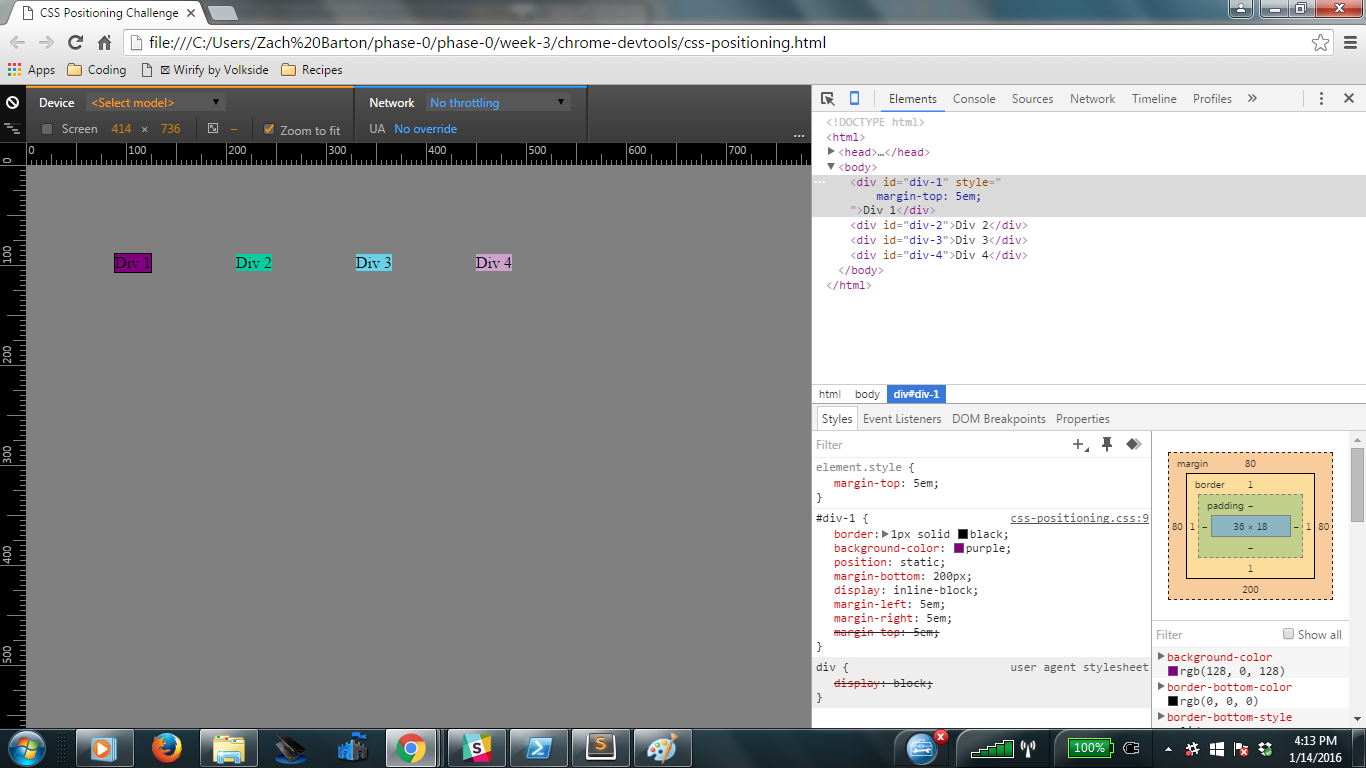 CSS Positioning Challenge
file:///C:/Users/Zach%20Barton/phase-0/phase-0/week-3/chrome-devtools/css-positioning.html
Apps Coding Wirify by Volkside Recipes
Device <Select model> Network No throttling
Screen 414 × 736 Zoom to fit UA No override
...
0 100 200 300 400 500 600 700
0
100
200
300
400
500
Div 1 Div 2 Div 3 Div 4
Elements Console Sources Network Timeline Profiles »
<!DOCTYPE html>
<html>
<head>…</head>
<body>
<div id="div-1" style="
margin-top: 5em;
">Div 1</div>
<div id="div-2">Div 2</div>
<div id="div-3">Div 3</div>
<div id="div-4">Div 4</div>
</body>
</html>
html body div#div-1
Styles Event Listeners DOM Breakpoints Properties
Filter
element.style {
margin-top: 5em;
}
#div-1 { css-positioning.css:9
border: 1px solid black;
background-color: purple;
position: static;
margin-bottom: 200px;
display: inline-block;
margin-left: 5em;
margin-right: 5em;
margin-top: 5em;
}
div { user agent stylesheet
display: block;
}
margin 80
border 1
padding –
80 1 – 36 × 18 – 1 80
–
1
200
Filter Show all
background-color
rgb(128, 0, 128)
border-bottom-color
rgb(0, 0, 0)
border-bottom-style
100%
4:13 PM
1/14/2016